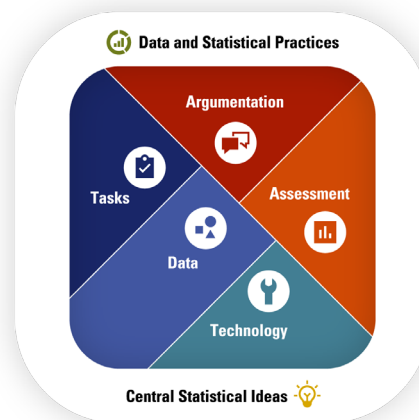 Data and Statistical Practices
Argumentation
Tasks
Assessment
Data
Technology
Central Statistical Ideas